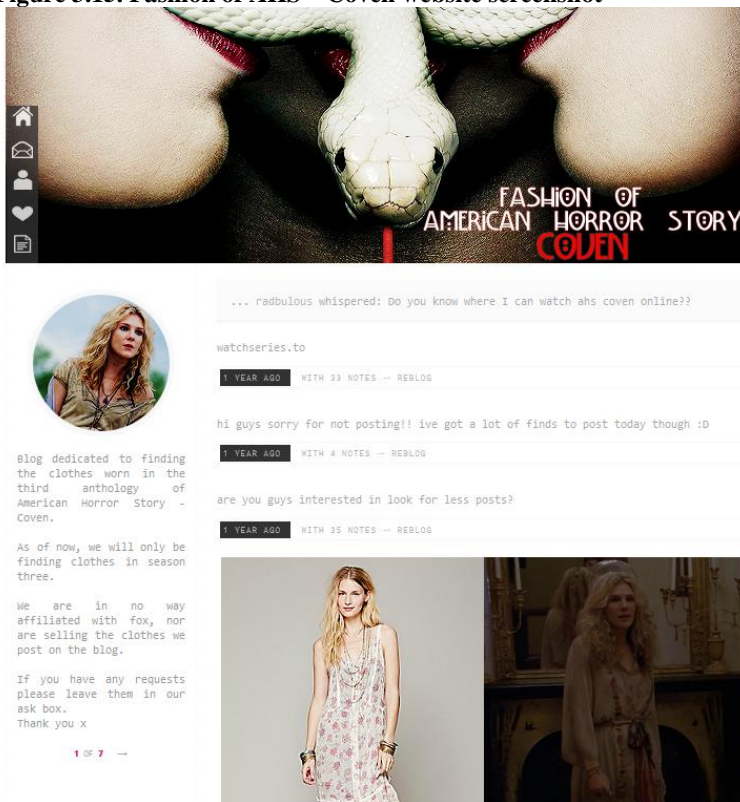 Figure Fashion of AHS – Coven website screenshot
FASHION OF
AMERICAN HORROR STORY
COVEN
... radbulous whispered: Do you know where I can watch ahs coven online??
watchseries.to
1 YEAR AGO WITH 33 NOTES — REBLOG
hi guys sorry for not posting!! ive got a lot of finds to post today though :D
1 YEAR AGO WITH 4 NOTES — REBLOG
are you guys interested in look for less posts?
1 YEAR AGO WITH 35 NOTES — REBLOG
Blog dedicated to finding
the clothes worn in the
third anthology of
American Horror Story -
Coven.
As of now, we will only be
finding clothes in season
three.
We are in no way
affiliated with fox, nor
are selling the clothes we
post on the blog.
If you have any requests
please leave them in our
ask box.
Thank you x
1 OF 7 →